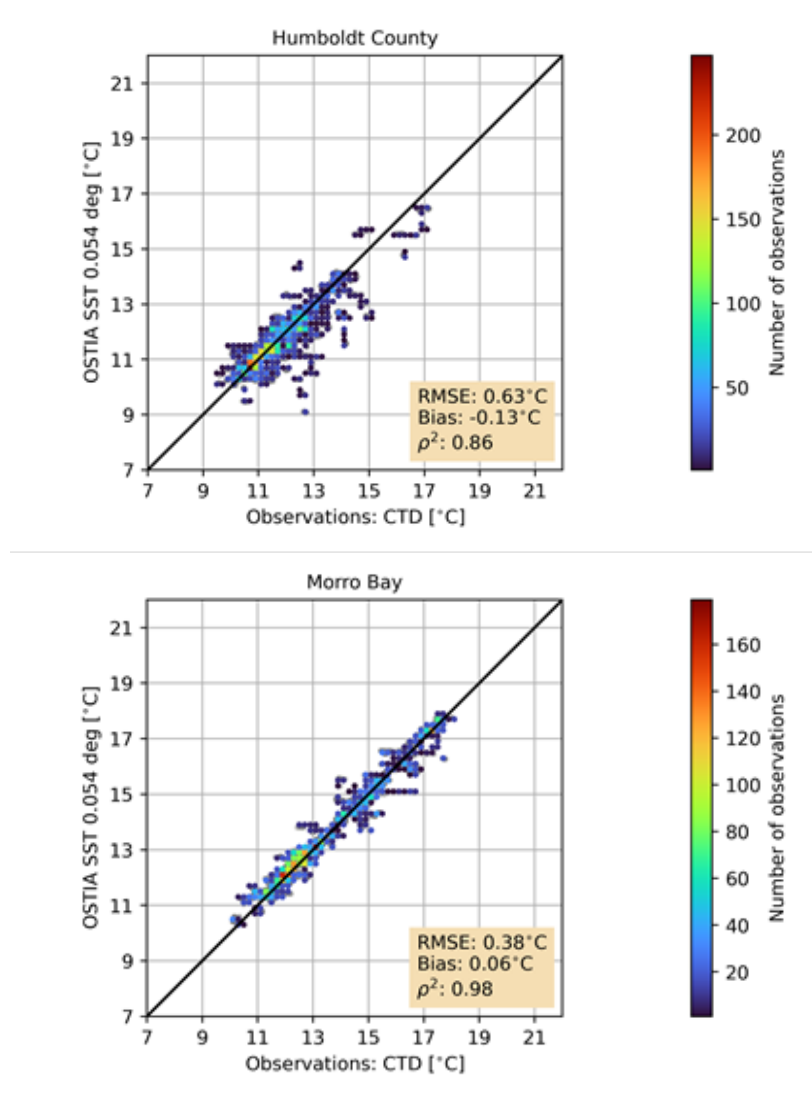 Humboldt County
21
19
17
15
13
11
9
7
OSTIA SST 0.054 deg [°C]
RMSE: 0.63°C
Bias: -0.13°C
ρ²: 0.86
7 9 11 13 15 17 19 21
Observations: CTD [°C]
200
150
100
50
Number of observations
Morro Bay
21
19
17
15
13
11
9
7
OSTIA SST 0.054 deg [°C]
RMSE: 0.38°C
Bias: 0.06°C
ρ²: 0.98
7 9 11 13 15 17 19 21
Observations: CTD [°C]
160
140
120
100
80
60
40
20
Number of observations